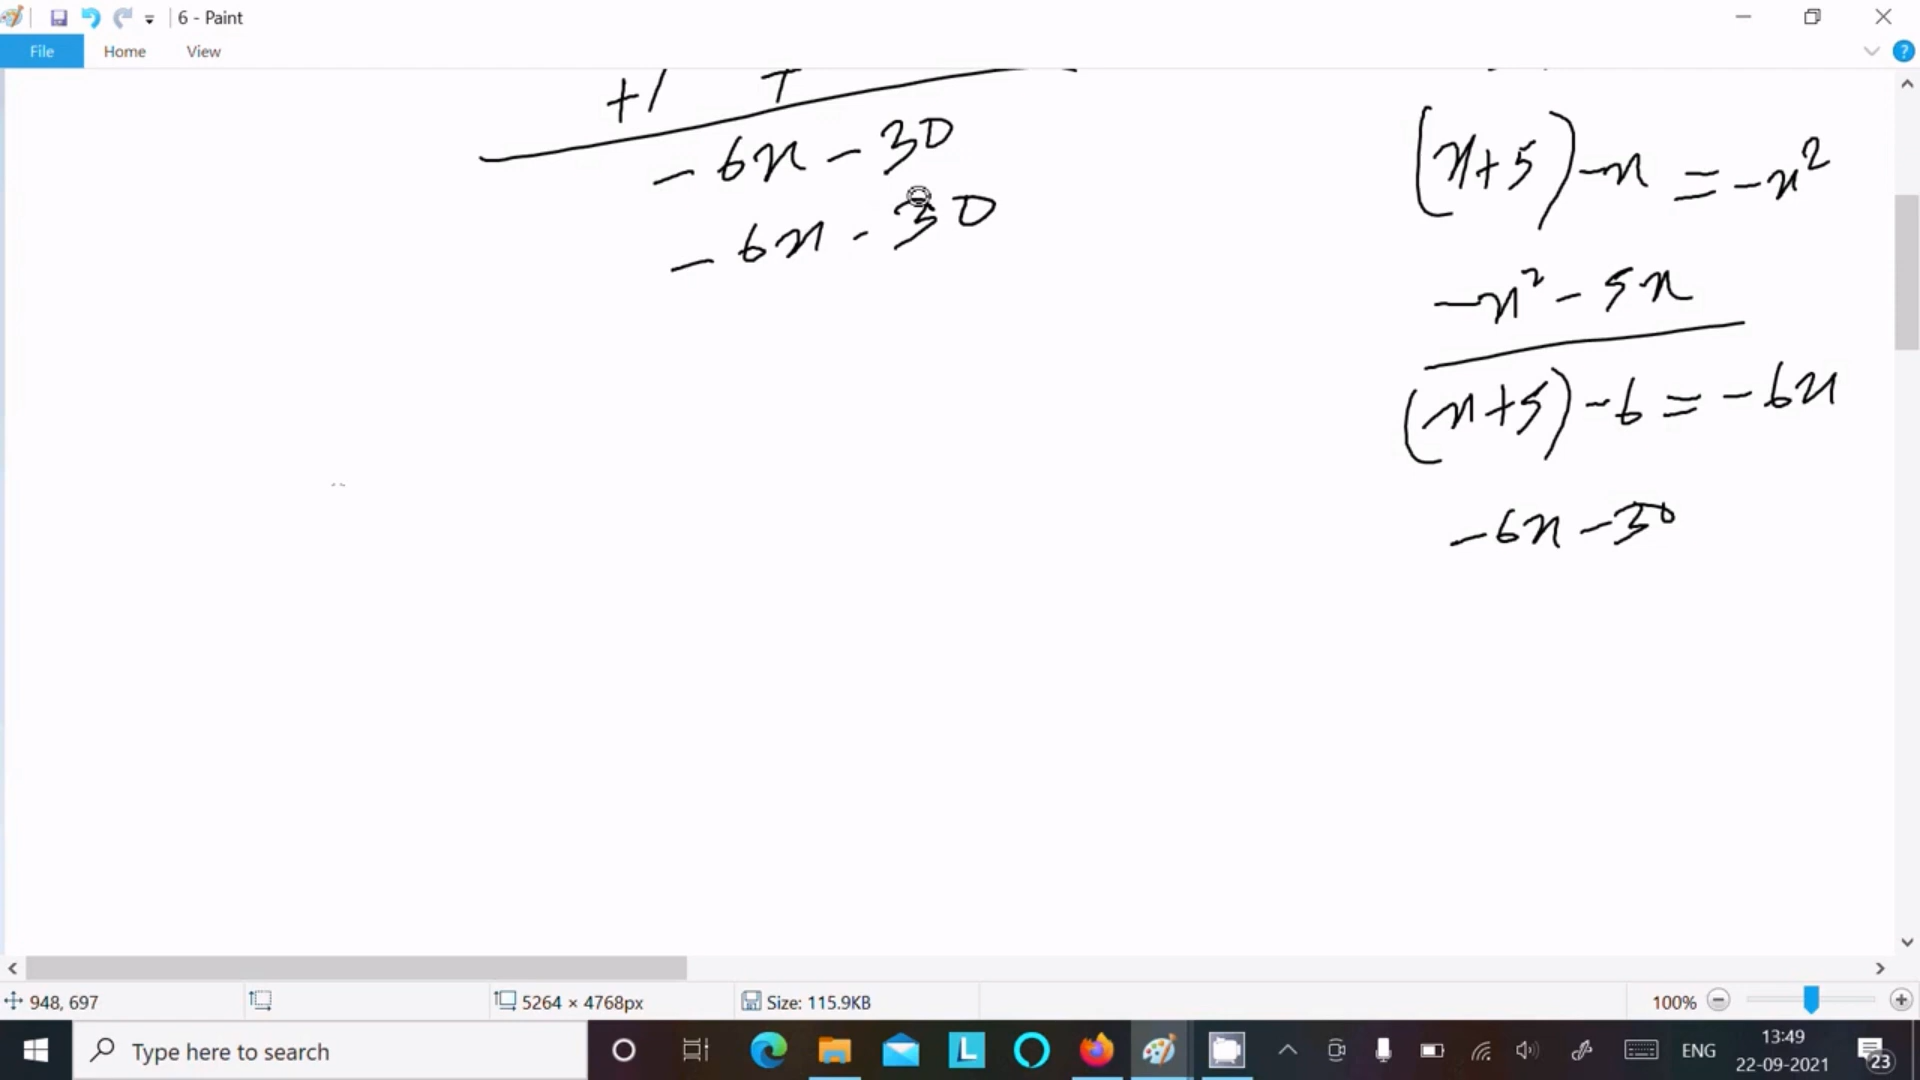 6 - Paint
File Home View
+/ +
- 6x - 30
- 6x - 30
(x+5) -x = -x²
-x² - 5x
(x+5) -6 = -6x
-6x -30
948, 697
5264 × 4768px
Size: 115.9KB
100%
Type here to search
L
ENG
13:49
22-09-2021
23